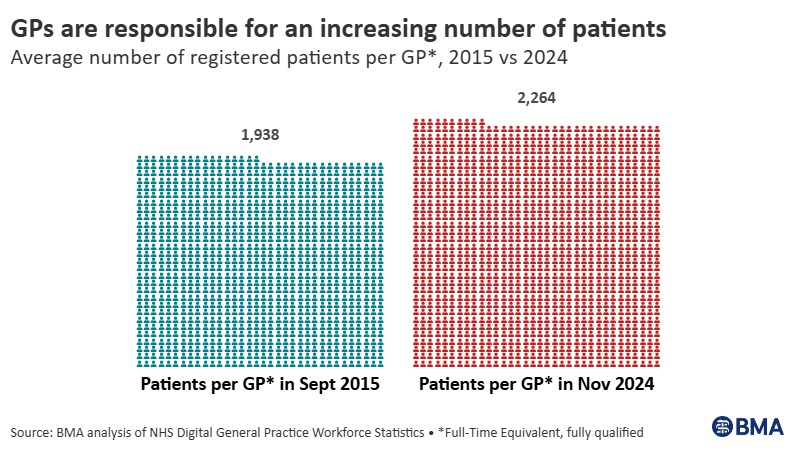 GPs are responsible for an increasing number of patients
Average number of registered patients per GP*, 2015 vs 2024
1,938
2,264
Patients per GP* in Sept 2015
Patients per GP* in Nov 2024
Source: BMA analysis of NHS Digital General Practice Workforce Statistics • *Full-Time Equivalent, fully qualified
BMA